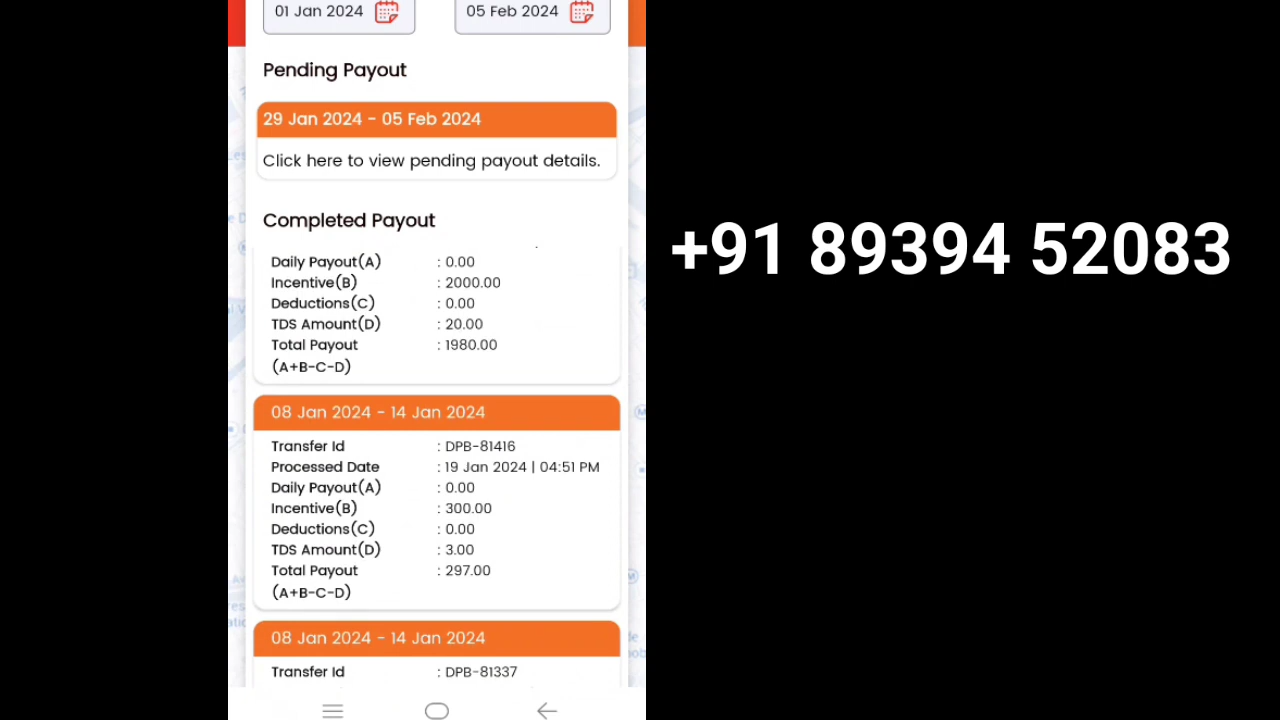 01 Jan 2024
05 Feb 2024
Pending Payout
29 Jan 2024 - 05 Feb 2024
Click here to view pending payout details.
Completed Payout
Daily Payout(A) : 0.00
Incentive(B) : 2000.00
Deductions(C) : 0.00
TDS Amount(D) : 20.00
Total Payout : 1980.00
(A+B-C-D)
08 Jan 2024 - 14 Jan 2024
Transfer Id : DPB-81416
Processed Date : 19 Jan 2024 | 04:51 PM
Daily Payout(A) : 0.00
Incentive(B) : 300.00
Deductions(C) : 0.00
TDS Amount(D) : 3.00
Total Payout : 297.00
(A+B-C-D)
08 Jan 2024 - 14 Jan 2024
Transfer Id : DPB-81337
+91 89394 52083